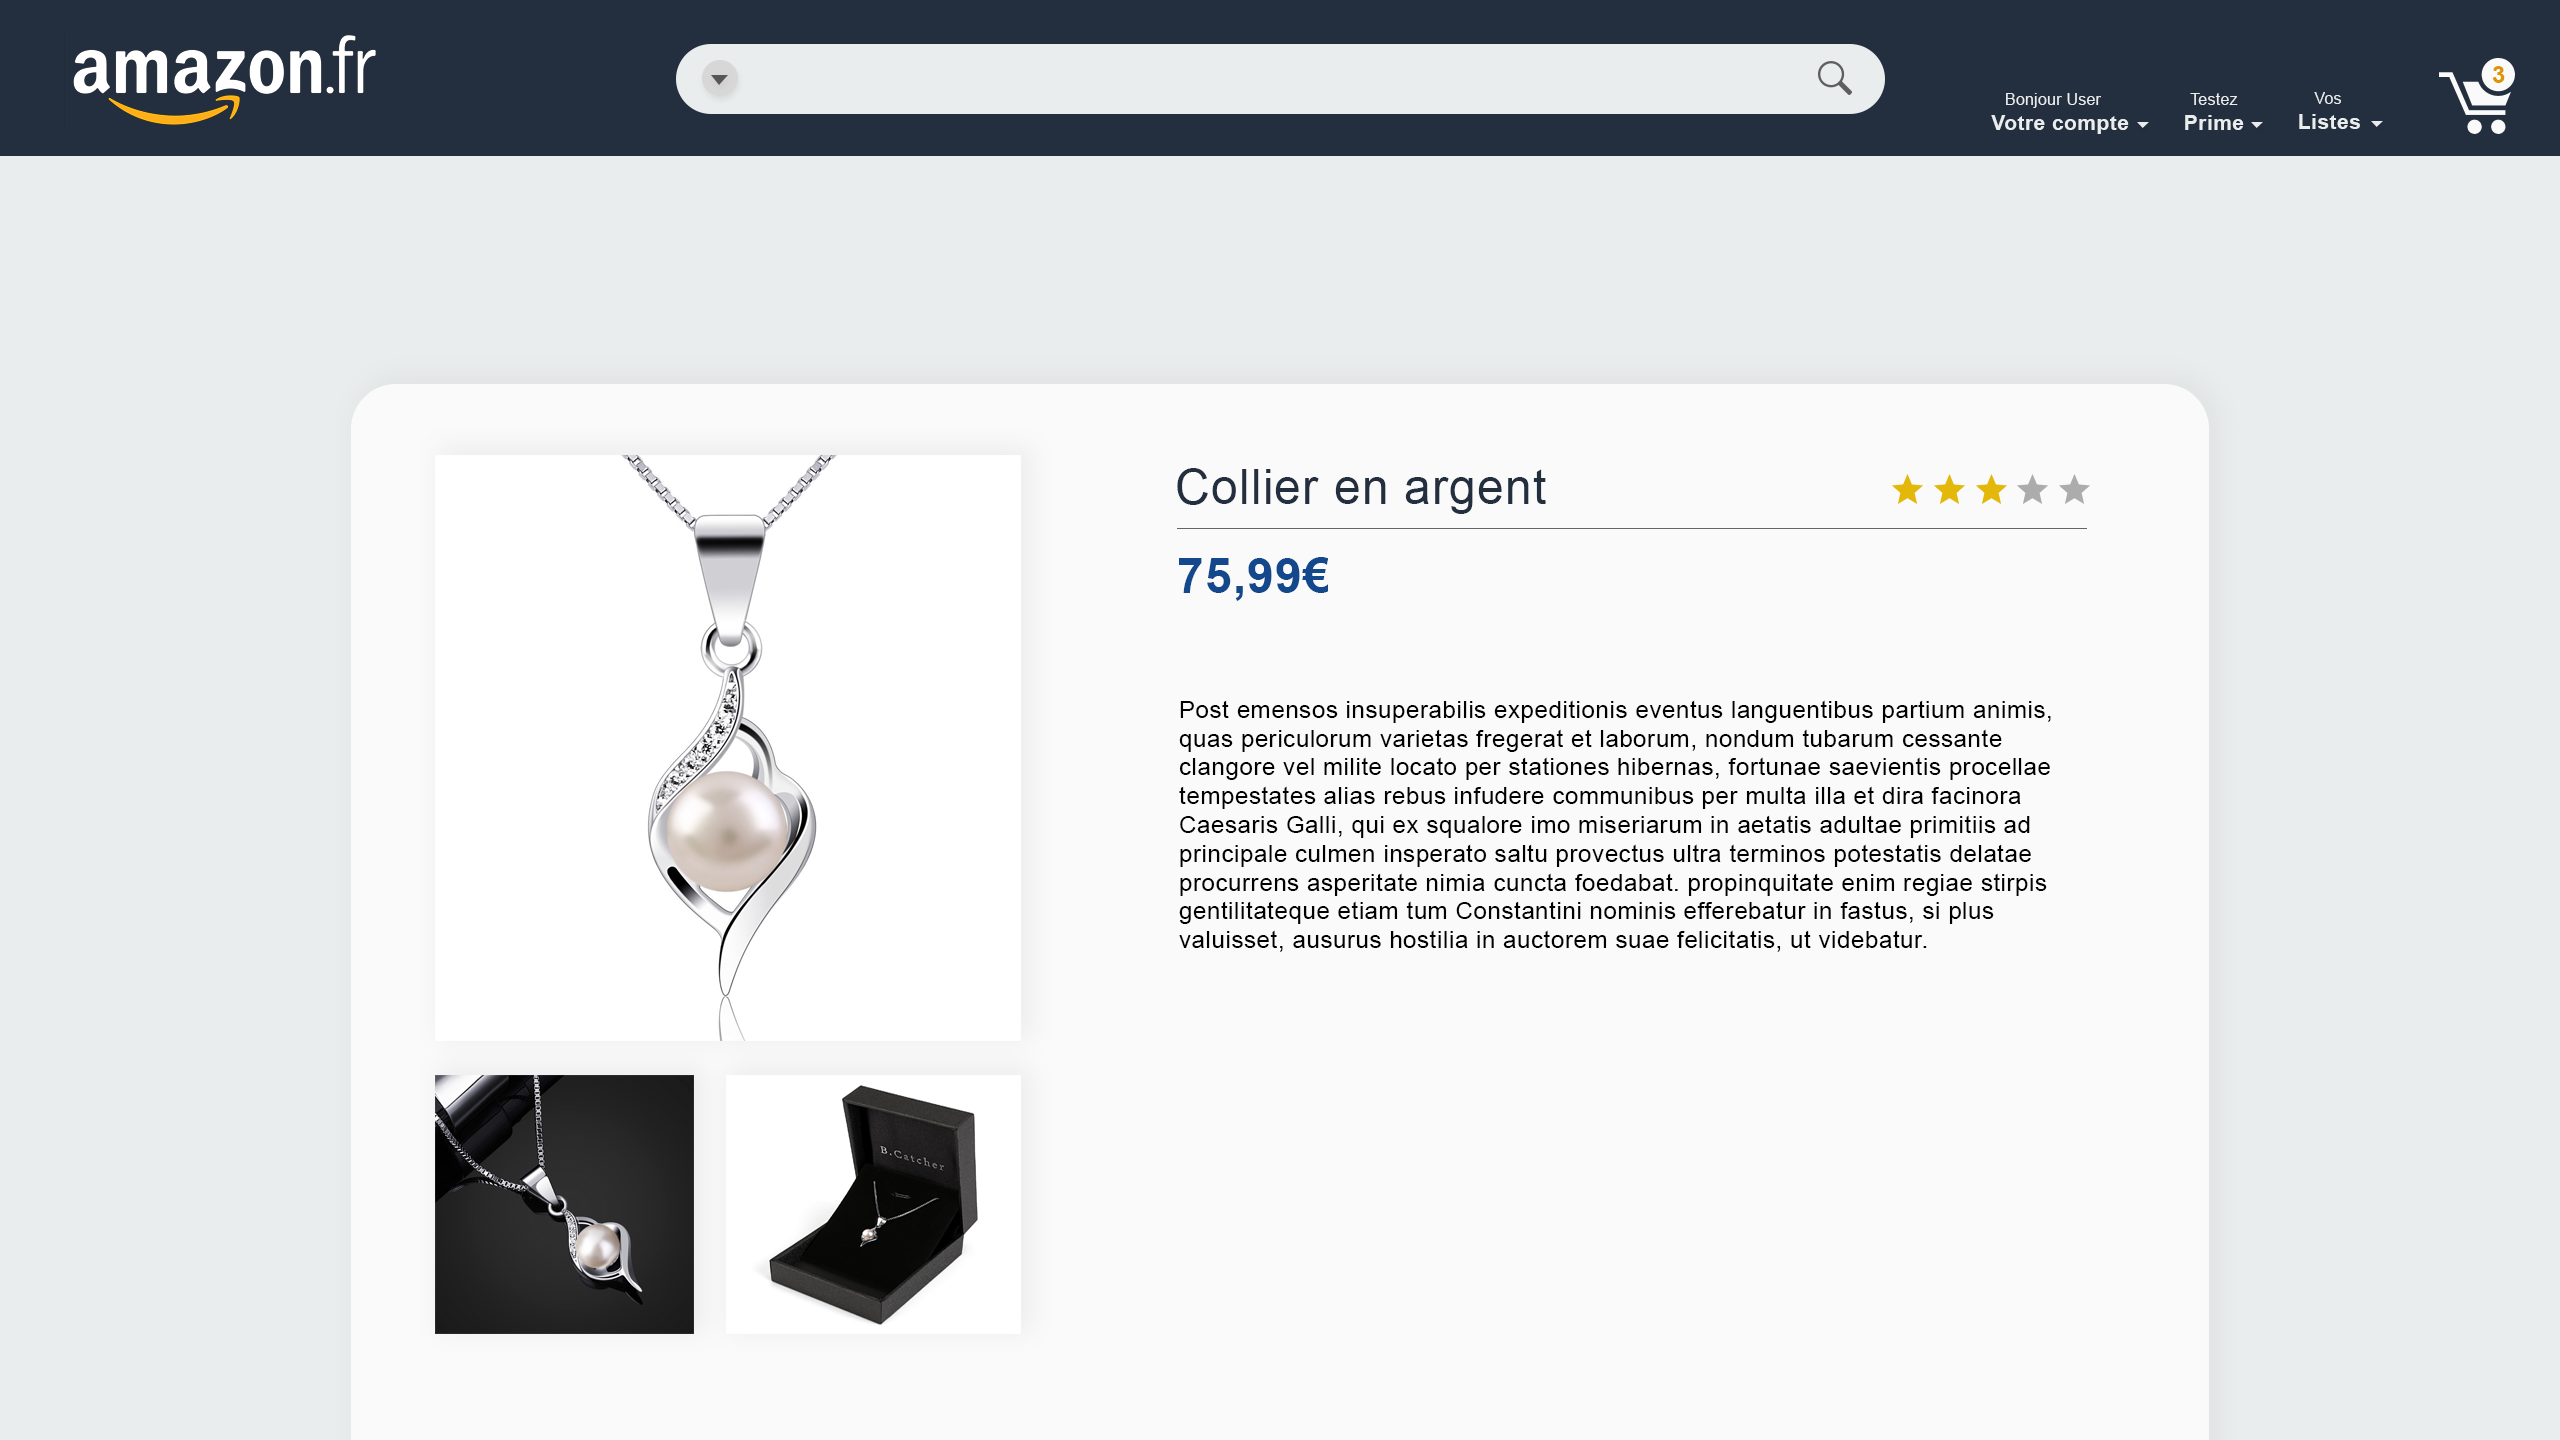 amazon.fr
Bonjour User
Votre compte
Testez
Prime
Vos
Listes
3
Collier en argent
75,99€
Post emensos insuperabilis expeditionis eventus languentibus partium animis,
quas periculorum varietas fregerat et laborum, nondum tubarum cessante
clangore vel milite locato per stationes hibernas, fortunae saevientis procellae
tempestates alias rebus infudere communibus per multa illa et dira facinora
Caesaris Galli, qui ex squalore imo miseriarum in aetatis adultae primitiis ad
principale culmen insperato saltu provectus ultra terminos potestatis delatae
procurrens asperitate nimia cuncta foedabat. propinquitate enim regiae stirpis
gentilitateque etiam tum Constantini nominis efferebatur in fastus, si plus
valuisset, ausurus hostilia in auctorem suae felicitatis, ut videbatur.
B.Catcher